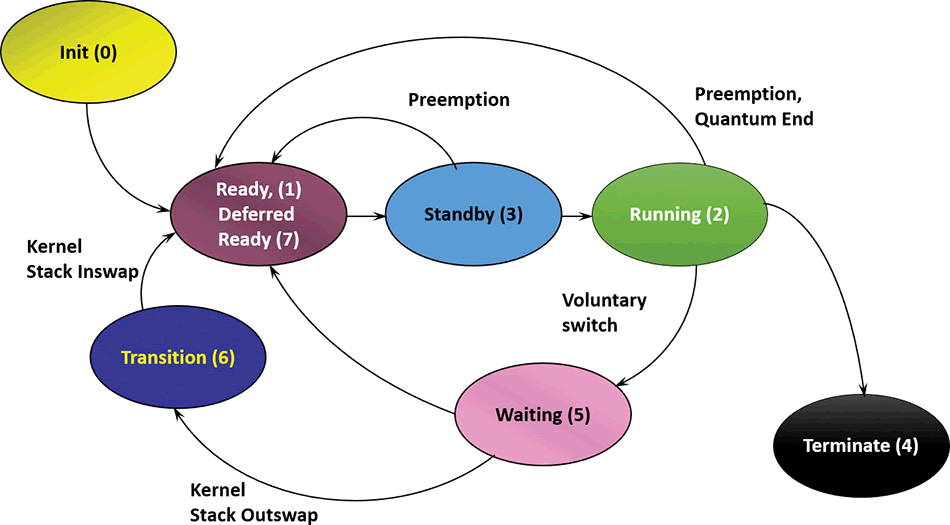 Init (0)
Preemption
Preemption,
Quantum End
Ready, (1)
Deferred
Ready (7)
Standby (3)
Running (2)
Kernel
Stack Inswap
Voluntary
switch
Transition (6)
Waiting (5)
Terminate (4)
Kernel
Stack Outswap